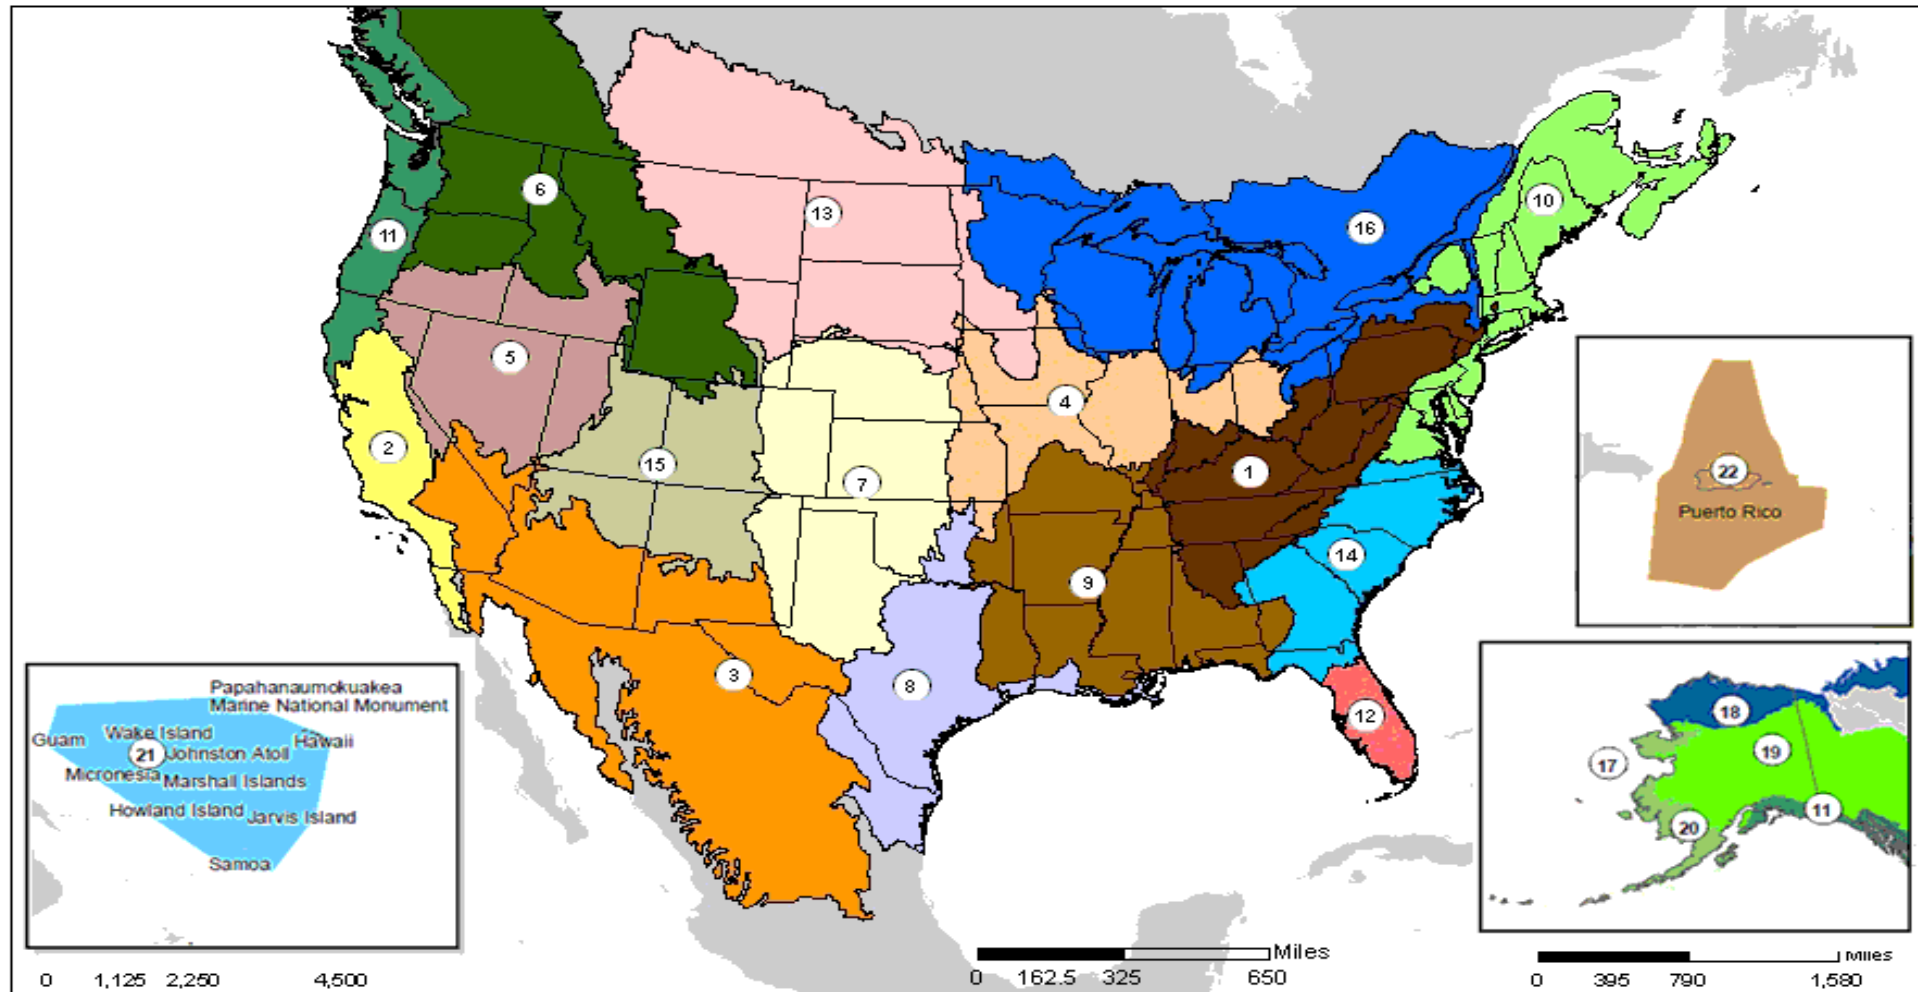 6
13
10
11
16
5
4
2
15
7
1
22
Puerto Rico
14
9
3
8
12
Papahanaumokuakea
Marine National Monument
Guam
Wake Island
Hawaii
21
Johnston Atoll
Micronesia
Marshall Islands
Howland Island
Jarvis Island
Samoa
18
19
17
11
20
0 1,125 2,250 4,500
Miles
0 162.5 325 650
Miles
0 395 790 1,580